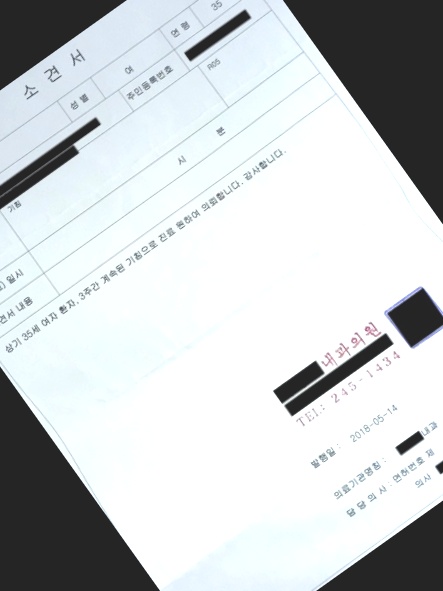 소 견 서
성 별 여 연 령 35
주민등록번호
기침 R05
일시 시 분
견서 내용
상기 35세 여자 환자, 3주간 계속된 기침으로 진료 원하여 의뢰합니다. 감사합니다.
내과의원
TEL: 245-1434
발행일 : 2018-05-14
의료기관명칭 : 내과
담 당 의 사 : 면허번호 제
의사